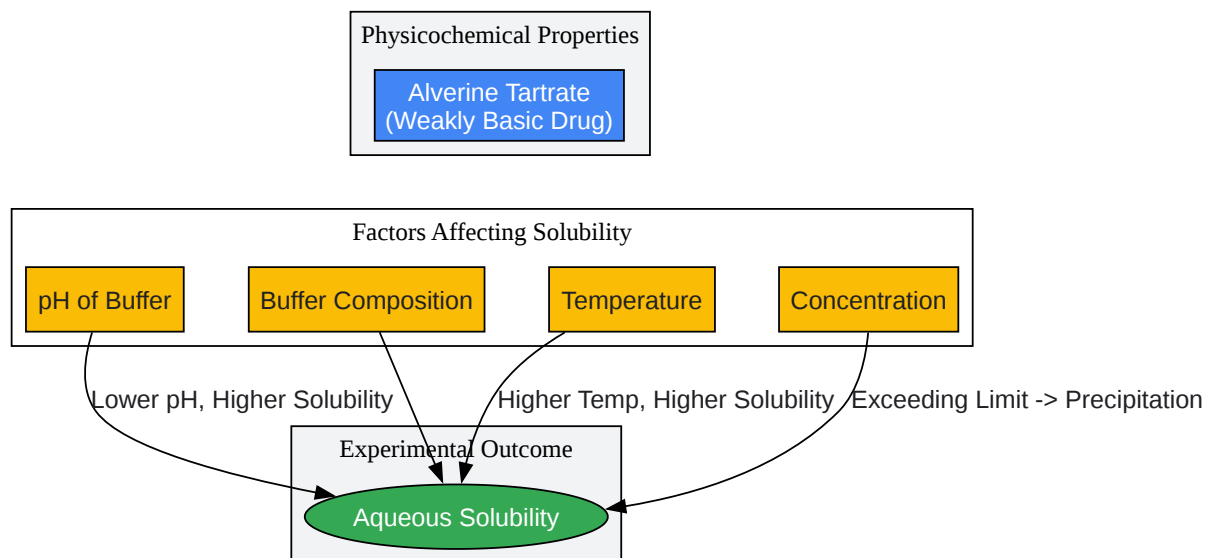 Physicochemical Properties
Alverine Tartrate
(Weakly Basic Drug)
Factors Affecting Solubility
pH of Buffer
Buffer Composition
Temperature
Concentration
Lower pH, Higher Solubility
Higher Temp, Higher Solubility
Exceeding Limit -> Precipitation
Experimental Outcome
Aqueous Solubility